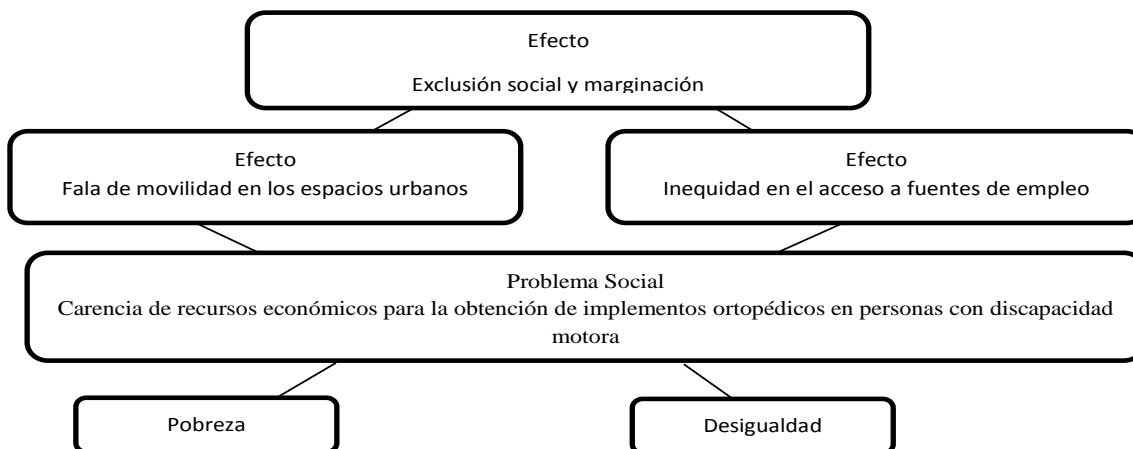 Efecto
Exclusión social y marginación
Efecto
Fala de movilidad en los espacios urbanos
Efecto
Inequidad en el acceso a fuentes de empleo
Problema Social
Carencia de recursos económicos para la obtención de implementos ortopédicos en personas con discapacidad
motora
Pobreza
Desigualdad